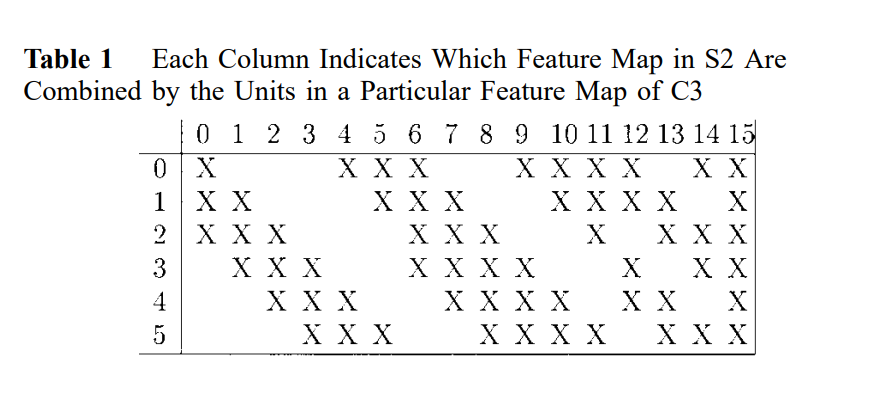 Table 1 Each Column Indicates Which Feature Map in S2 Are
Combined by the Units in a Particular Feature Map of C3
0 1 2 3 4 5 6 7 8 9 10 11 12 13 14 15
0 X X X X X X X X X X
1 X X X X X X X X X X
2 X X X X X X X X X X
3 X X X X X X X X X X
4 X X X X X X X X X X
5 X X X X X X X X X X